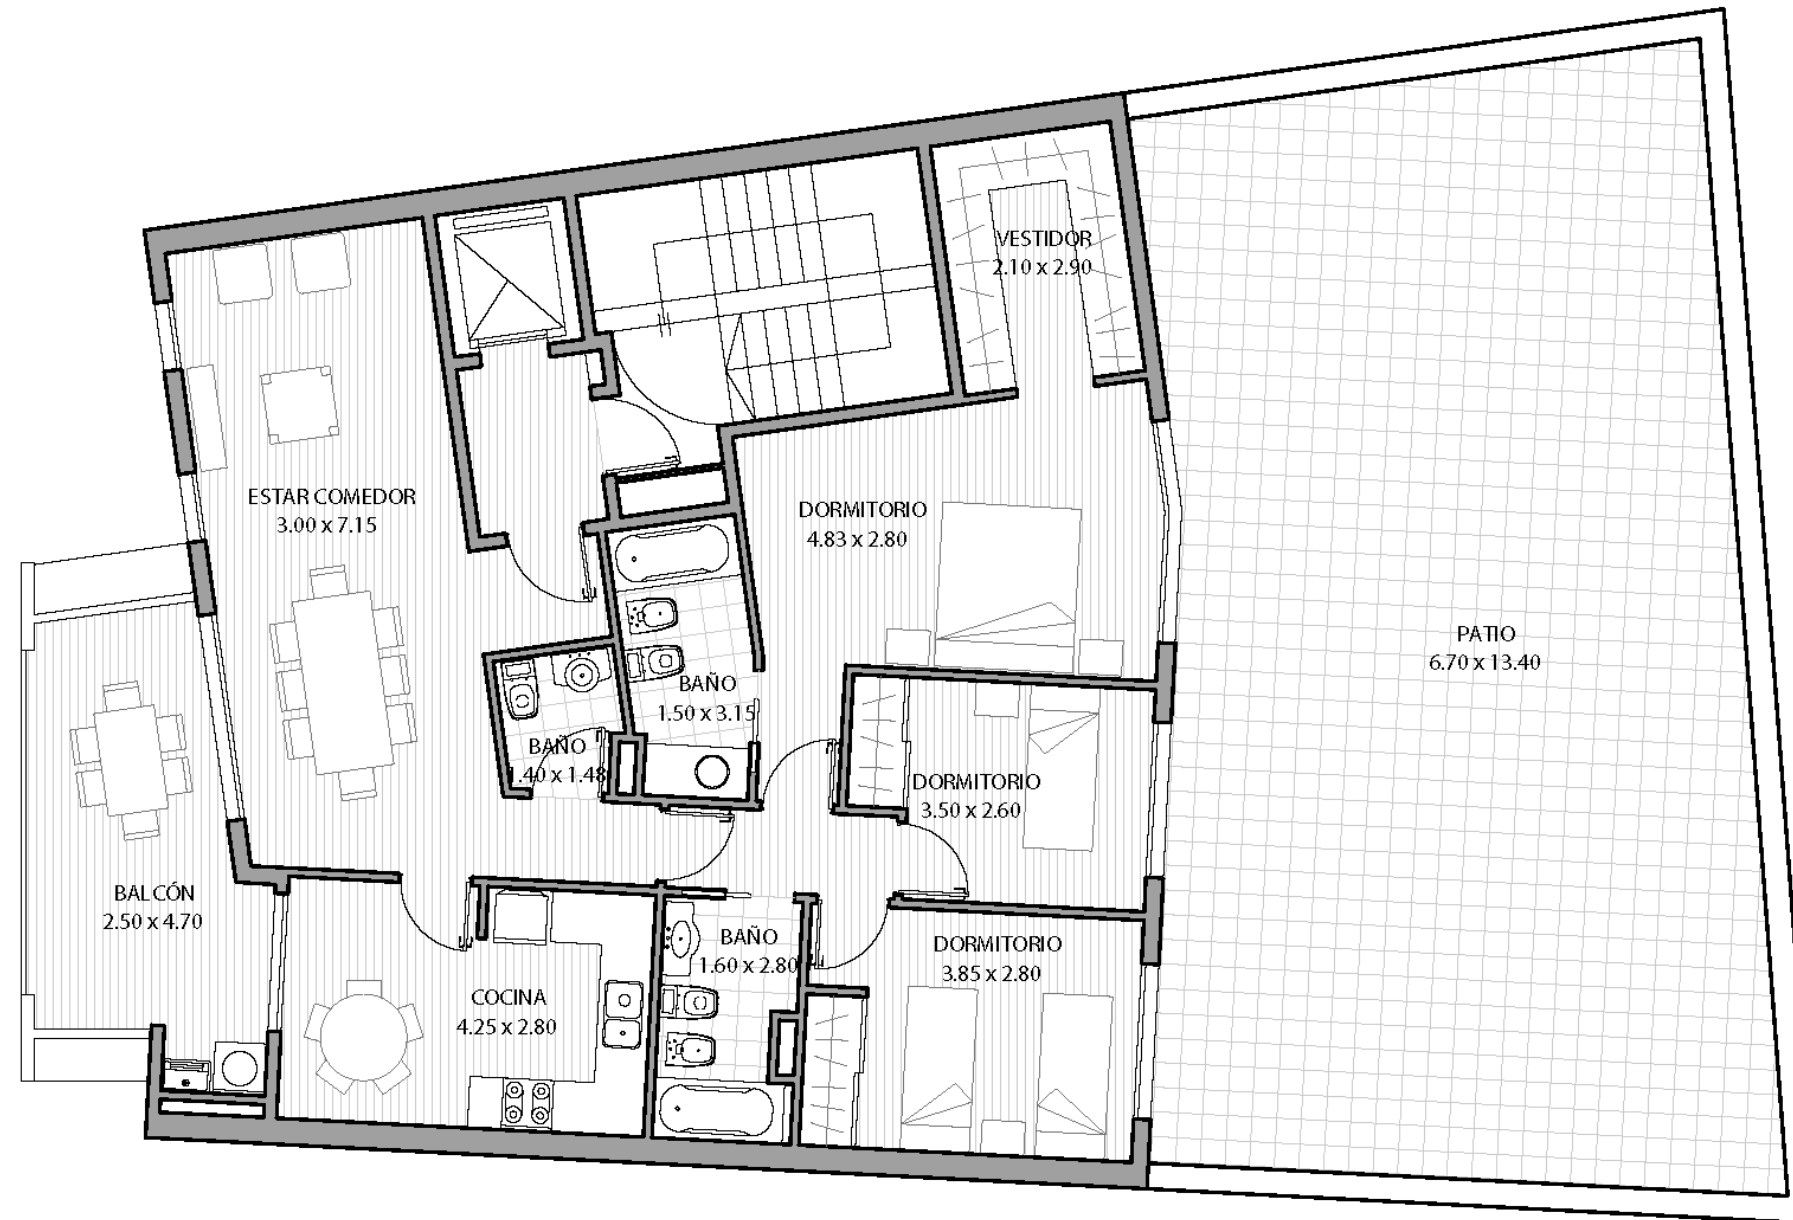 VESTIDOR
2.10 x 2.90
ESTAR COMEDOR
3.00 x 7.15
DORMITORIO
4.83 x 2.80
PATIO
6.70 x 13.40
BAÑO
1.50 x 3.15
BAÑO
1.40 x 1.48
DORMITORIO
3.50 x 2.60
BALCÓN
2.50 x 4.70
BAÑO
1.60 x 2.80
DORMITORIO
3.85 x 2.80
COCINA
4.25 x 2.80